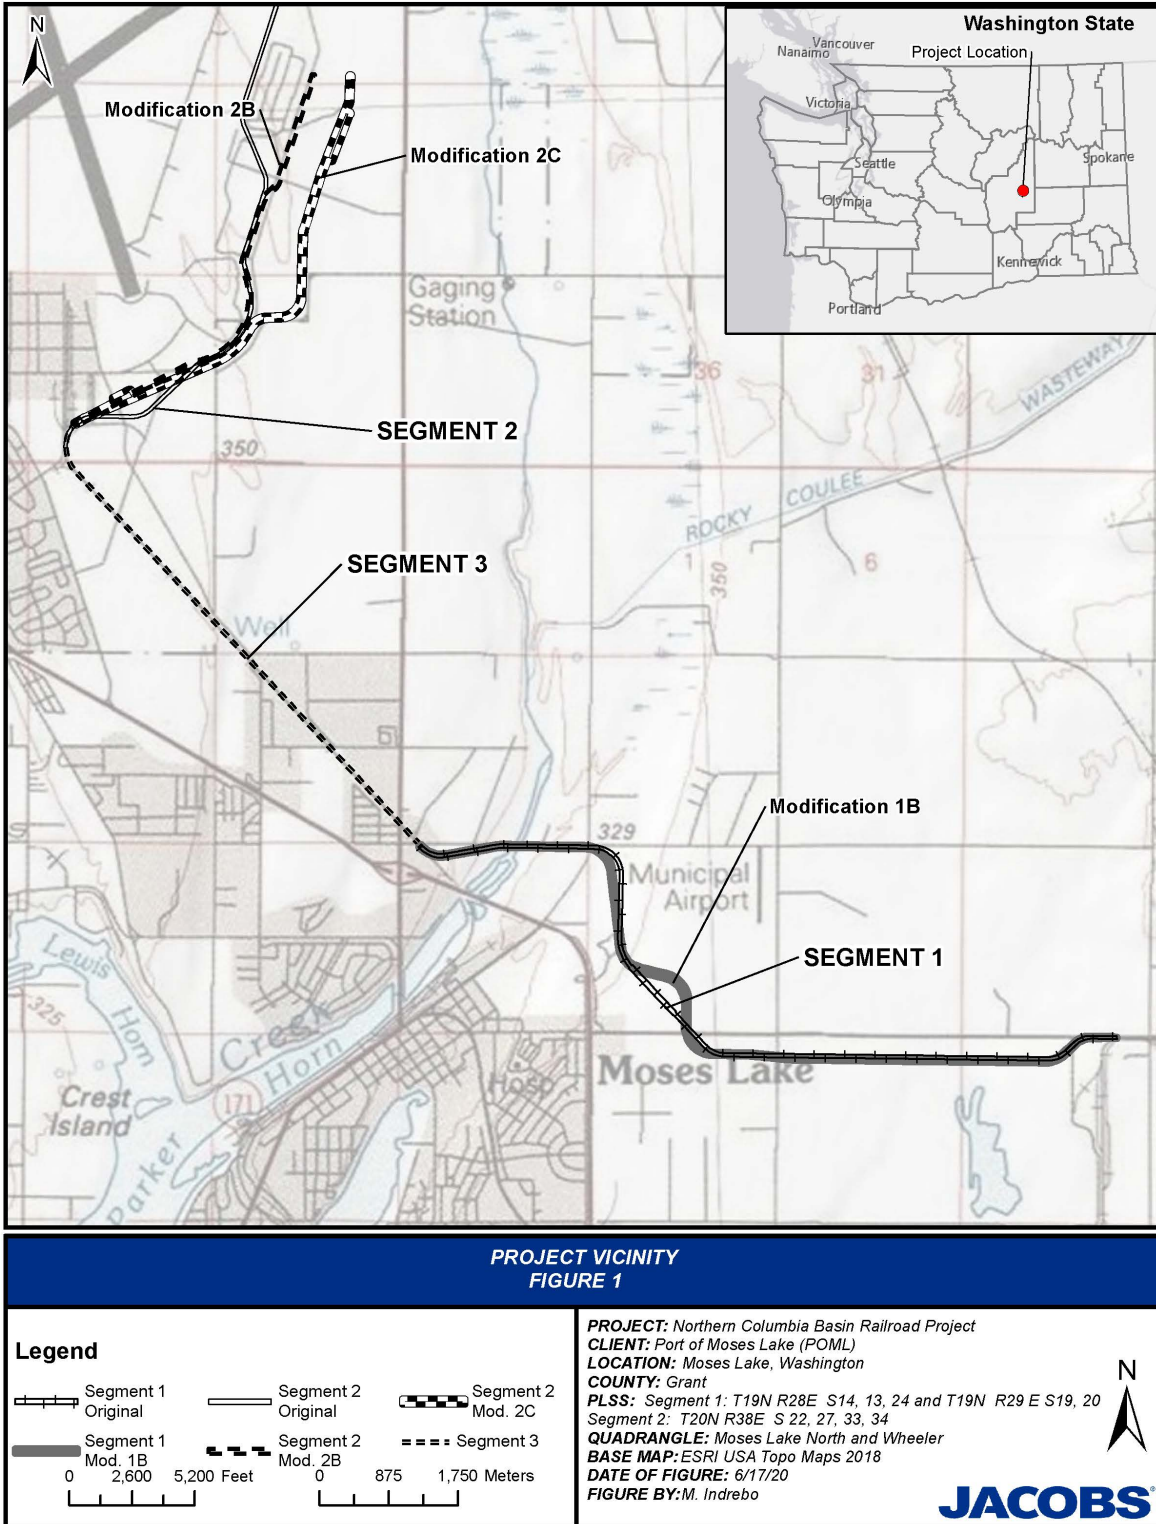 N
Modification 2B
Modification 2C
Washington State
Project Location
Vancouver
Nanaimo
Victoria
Seattle
Spokane
Olympia
Kennewick
Portland
Gaging
Station
36
31
WASTEWAY
SEGMENT 2
350
COULEE
ROCKY
SEGMENT 3
1
350
6
Well
Modification 1B
329
Municipal
Airport
SEGMENT 1
Lewis
Horn
325
Creek
Horn
Moses Lake
Hosp
Crest
Island
171
Parker
PROJECT VICINITY
FIGURE 1
Legend
Segment 1
Original
Segment 2
Original
Segment 2
Mod. 2C
Segment 1
Mod. 1B
Segment 2
Mod. 2B
Segment 3
0 2,600 5,200 Feet
0 875 1,750 Meters
PROJECT: Northern Columbia Basin Railroad Project
CLIENT: Port of Moses Lake (POML)
LOCATION: Moses Lake, Washington
COUNTY: Grant
PLSS: Segment 1: T19N R28E S14, 13, 24 and T19N R29 E S19, 20
Segment 2: T20N R38E S 22, 27, 33, 34
QUADRANGLE: Moses Lake North and Wheeler
BASE MAP: ESRI USA Topo Maps 2018
DATE OF FIGURE: 6/17/20
FIGURE BY: M. Indrebo
N
JACOBS